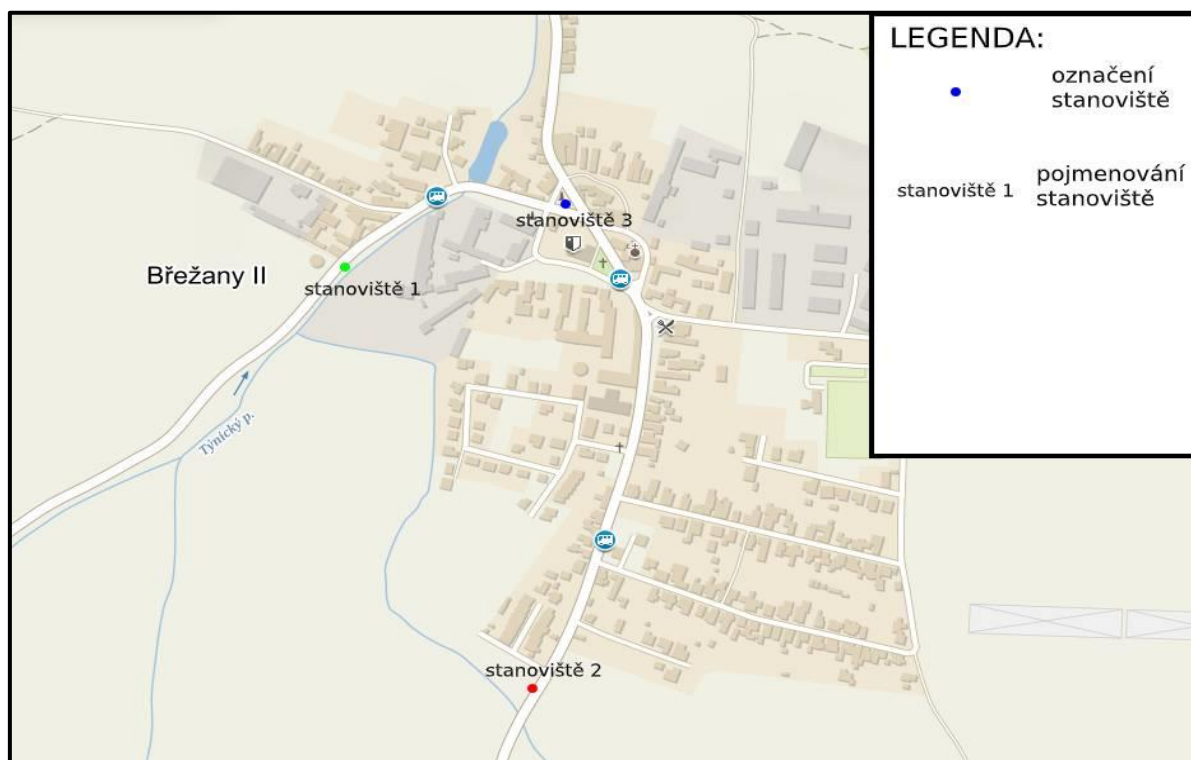 LEGENDA:
označení
stanoviště
stanoviště 1
pojmenování
stanoviště
stanoviště 3
Břežany II
stanoviště 1
Týnický p.
stanoviště 2